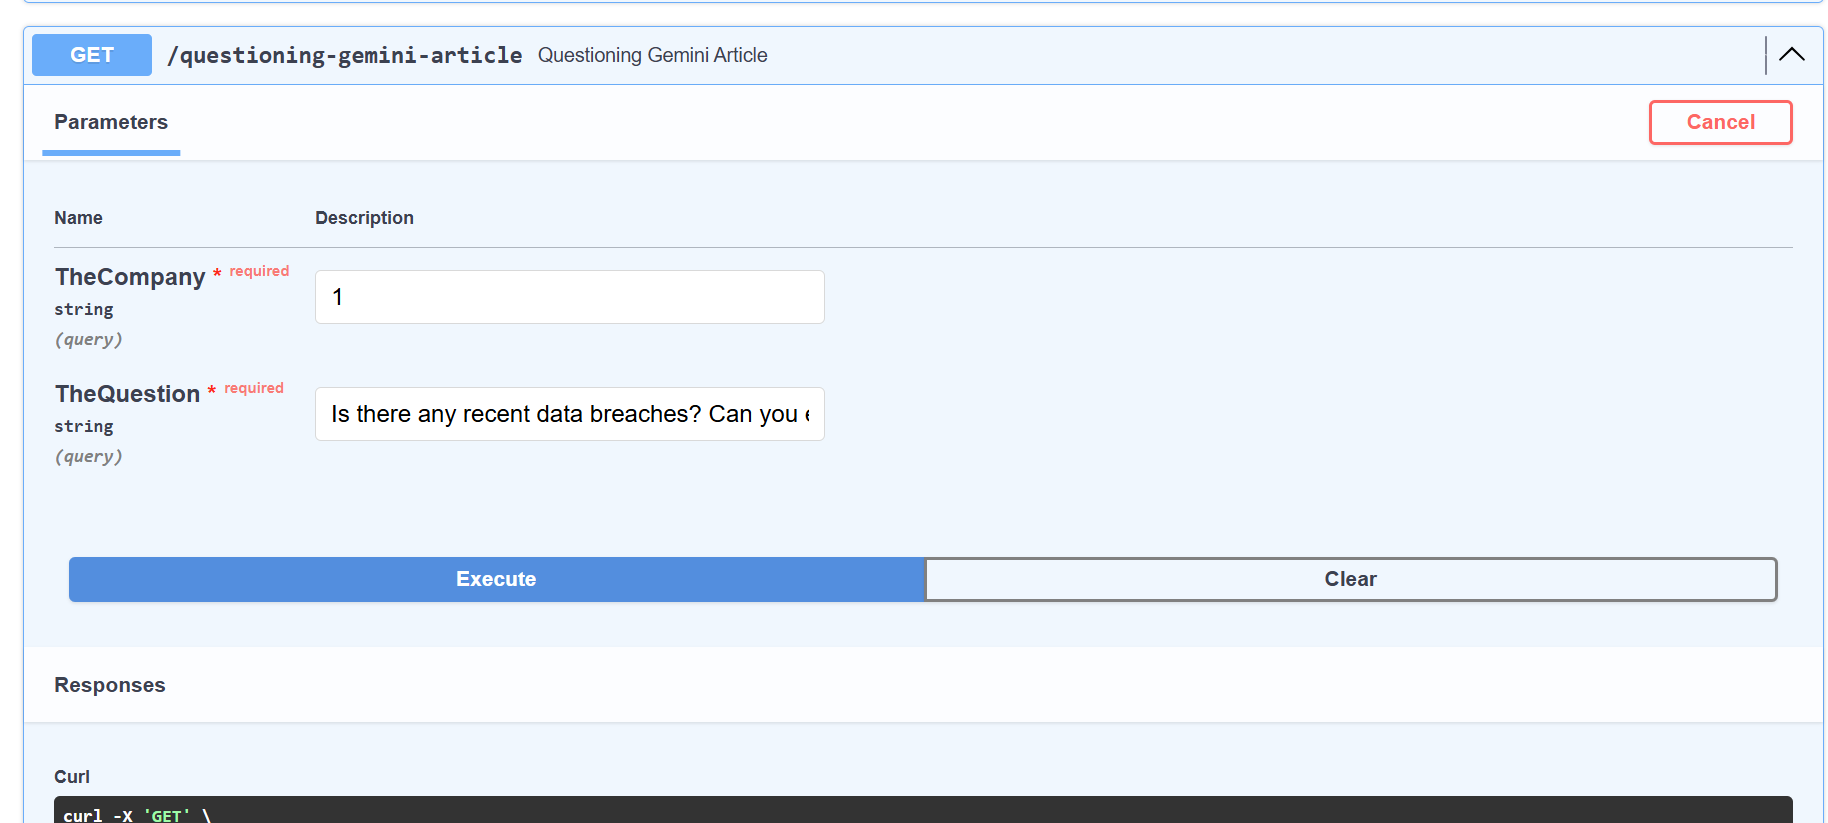 GET /questioning-gemini-article Questioning Gemini Article
Parameters
Cancel
Name Description
TheCompany * required
string
(query)
1
TheQuestion * required
string
(query)
Is there any recent data breaches? Can you
Execute Clear
Responses
Curl
curl -X 'GET' \